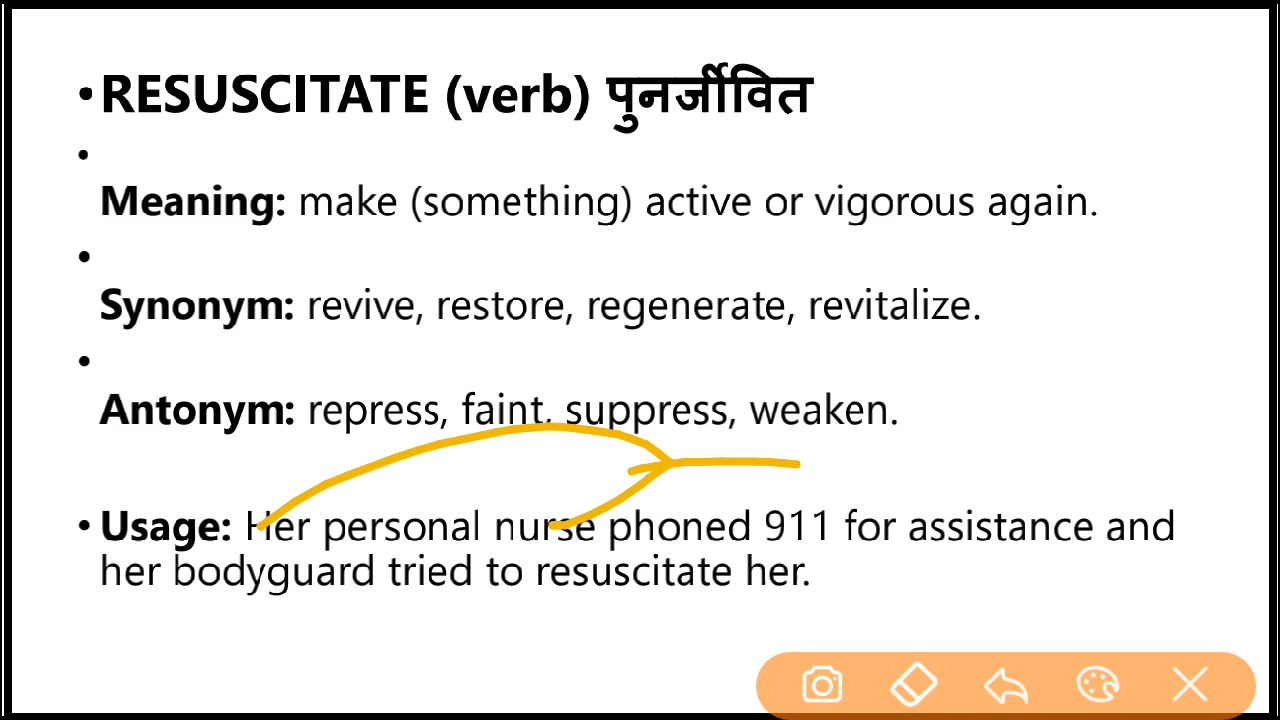 •RESUSCITATE (verb) पुनर्जीवित
•
Meaning: make (something) active or vigorous again.
•
Synonym: revive, restore, regenerate, revitalize.
•
Antonym: repress, faint, suppress, weaken.
• Usage: Her personal nurse phoned 911 for assistance and
her bodyguard tried to resuscitate her.